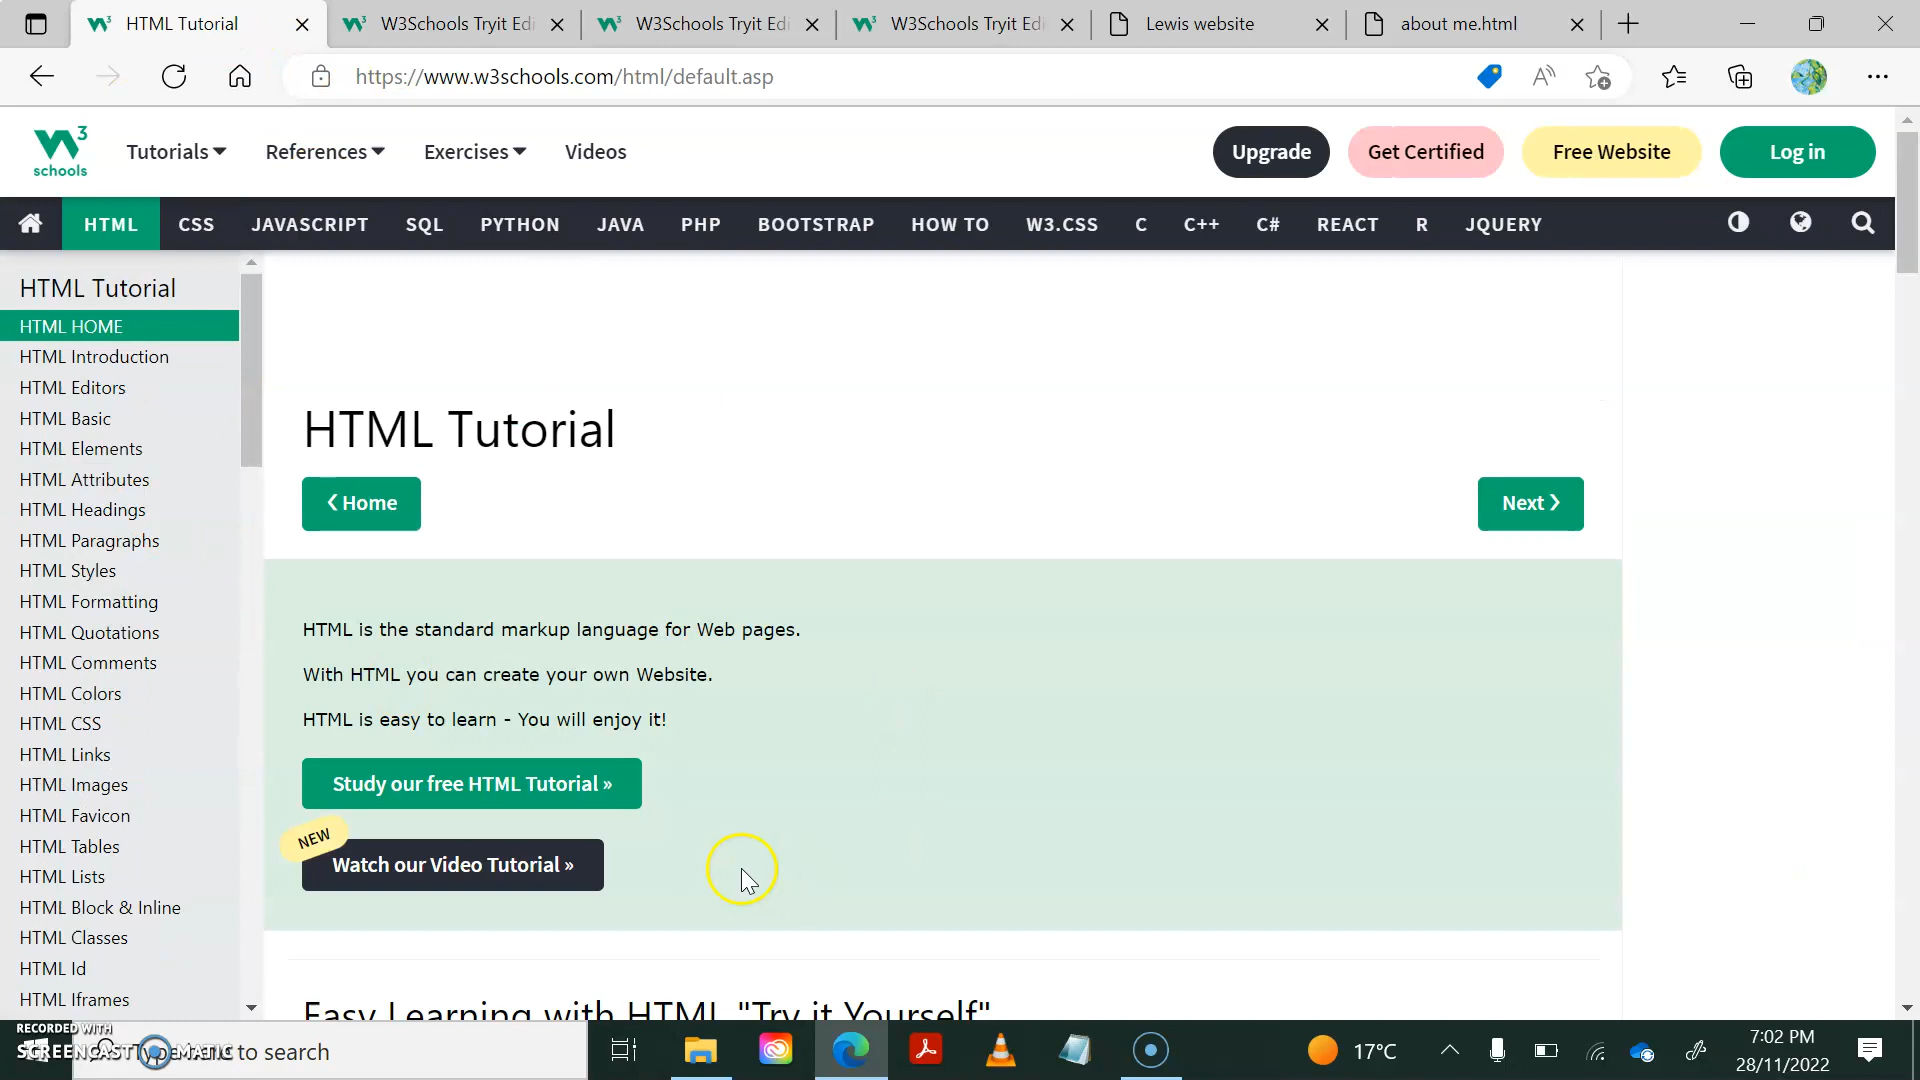 HTML Tutorial
W3Schools Tryit Edi
W3Schools Tryit Edi
W3Schools Tryit Edi
Lewis website
about me.html
https://www.w3schools.com/html/default.asp
W3 schools
Tutorials
References
Exercises
Videos
Upgrade
Get Certified
Free Website
Log in
HTML
CSS
JAVASCRIPT
SQL
PYTHON
JAVA
PHP
BOOTSTRAP
HOW TO
W3.CSS
C
C++
C#
REACT
R
JQUERY
HTML Tutorial
HTML HOME
HTML Introduction
HTML Editors
HTML Basic
HTML Elements
HTML Attributes
HTML Headings
HTML Paragraphs
HTML Styles
HTML Formatting
HTML Quotations
HTML Comments
HTML Colors
HTML CSS
HTML Links
HTML Images
HTML Favicon
HTML Tables
HTML Lists
HTML Block & Inline
HTML Classes
HTML Id
HTML Iframes
HTML Tutorial
❮ Home
Next ❯
HTML is the standard markup language for Web pages.
With HTML you can create your own Website.
HTML is easy to learn - You will enjoy it!
Study our free HTML Tutorial »
NEW
Watch our Video Tutorial »
Easy Learning with HTML "Try it Yourself"
RECORDED WITH
SCREENCAST MATIC
Type here to search
17°C
7:02 PM
28/11/2022